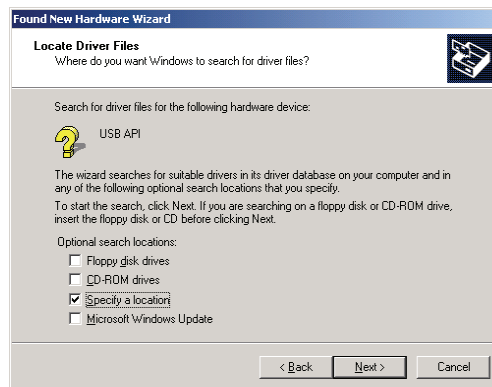 Found New Hardware Wizard
Locate Driver Files
Where do you want Windows to search for driver files?
Search for driver files for the following hardware device:
USB API
The wizard searches for suitable drivers in its driver database on your computer and in
any of the following optional search locations that you specify.
To start the search, click Next. If you are searching on a floppy disk or CD-ROM drive,
insert the floppy disk or CD before clicking Next.
Optional search locations:
Floppy disk drives
CD-ROM drives
Specify a location
Microsoft Windows Update
< Back Next > Cancel